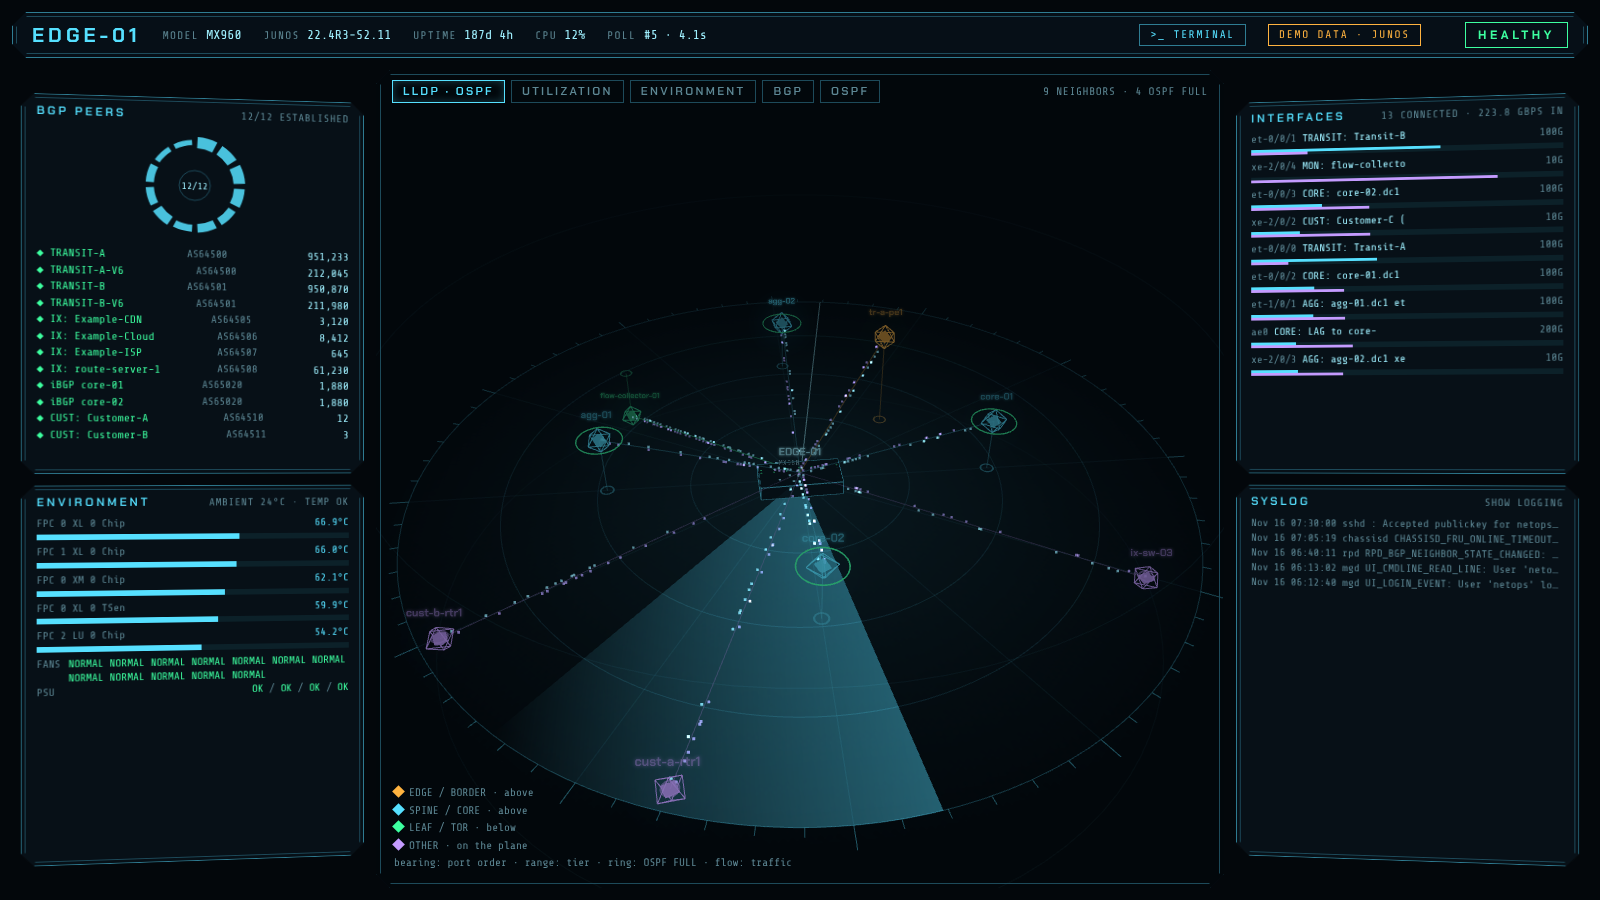 EDGE-01 MODEL MX960 JUNOS 22.4R3-S2.11 UPTIME 187d 4h CPU 12% POLL #5 · 4.1s >_ TERMINAL DEMO DATA · JUNOS HEALTHY
BGP PEERS 12/12 ESTABLISHED
12/12
TRANSIT-A AS64500 951,233
TRANSIT-A-V6 AS64500 212,045
TRANSIT-B AS64501 950,870
TRANSIT-B-V6 AS64501 211,980
IX: Example-CDN AS64505 3,120
IX: Example-Cloud AS64506 8,412
IX: Example-ISP AS64507 645
IX: route-server-1 AS64508 61,230
iBGP core-01 AS65020 1,880
iBGP core-02 AS65020 1,880
CUST: Customer-A AS64510 12
CUST: Customer-B AS64511 3
ENVIRONMENT AMBIENT 24°C · TEMP OK
FPC 0 XL 0 Chip 66.9°C
FPC 1 XL 0 Chip 66.0°C
FPC 0 XM 0 Chip 62.1°C
FPC 0 XL 0 TSen 59.9°C
FPC 2 LU 0 Chip 54.2°C
FANS NORMAL NORMAL NORMAL NORMAL NORMAL NORMAL NORMAL
NORMAL NORMAL NORMAL NORMAL NORMAL
PSU OK / OK / OK / OK
LLDP · OSPF UTILIZATION ENVIRONMENT BGP OSPF 9 NEIGHBORS · 4 OSPF FULL
agg-02
tr-a-pe1
flow-collector-01
core-01
agg-01
EDGE-01
MX960
core-02
ix-sw-03
cust-b-rtr1
cust-a-rtr1
EDGE / BORDER · above
SPINE / CORE · above
LEAF / TOR · below
OTHER · on the plane
bearing: port order · range: tier · ring: OSPF FULL · flow: traffic
INTERFACES 13 CONNECTED · 223.8 GBPS IN
et-0/0/1 TRANSIT: Transit-B 100G
xe-2/0/4 MON: flow-collecto 10G
et-0/0/3 CORE: core-02.dc1 100G
xe-2/0/2 CUST: Customer-C ( 10G
et-0/0/0 TRANSIT: Transit-A 100G
et-0/0/2 CORE: core-01.dc1 100G
et-1/0/1 AGG: agg-01.dc1 et 100G
ae0 CORE: LAG to core- 200G
xe-2/0/3 AGG: agg-02.dc1 xe 10G
SYSLOG SHOW LOGGING
Nov 16 07:30:00 sshd : Accepted publickey for netops…
Nov 16 07:05:19 chassisd CHASSISD_FRU_ONLINE_TIMEOUT…
Nov 16 06:40:11 rpd RPD_BGP_NEIGHBOR_STATE_CHANGED: …
Nov 16 06:13:02 mgd UI_CMDLINE_READ_LINE: User 'neto…
Nov 16 06:12:40 mgd UI_LOGIN_EVENT: User 'netops' lo…